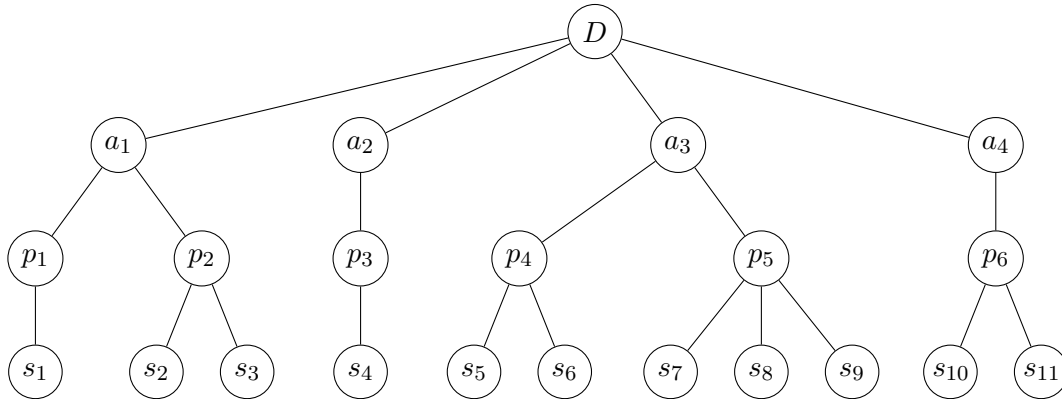 D
a₁ a₂ a₃ a₄
p₁ p₂ p₃ p₄ p₅ p₆
s₁ s₂ s₃ s₄ s₅ s₆ s₇ s₈ s₉ s₁₀ s₁₁